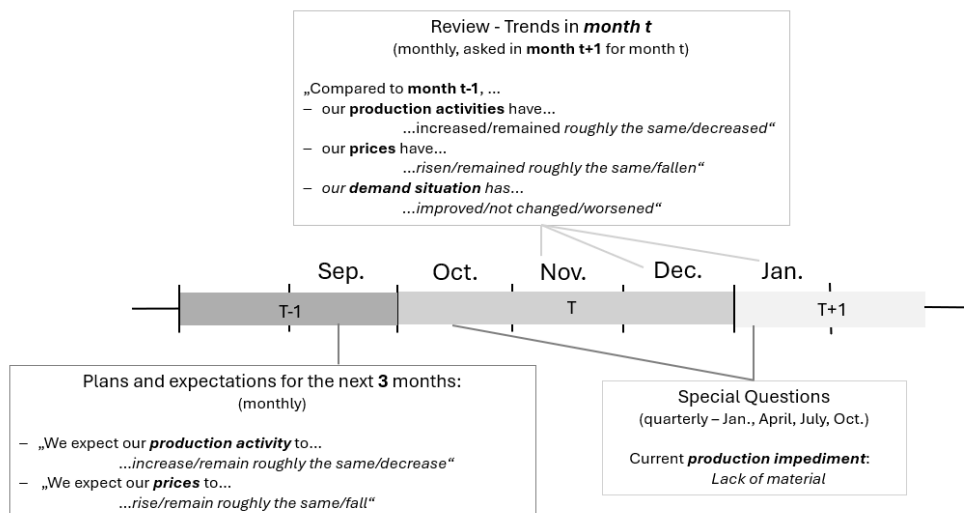 Review - Trends in month t
(monthly, asked in month t+1 for month t)
„Compared to month t-1, ...
– our production activities have...
...increased/remained roughly the same/decreased“
– our prices have...
...risen/remained roughly the same/fallen“
– our demand situation has...
...improved/not changed/worsened“
Sep. Oct. Nov. Dec. Jan.
T-1 T T+1
Plans and expectations for the next 3 months:
(monthly)
– „We expect our production activity to...
...increase/remain roughly the same/decrease“
– „We expect our prices to...
...rise/remain roughly the same/fall“
Special Questions
(quarterly – Jan., April, July, Oct.)
Current production impediment:
Lack of material